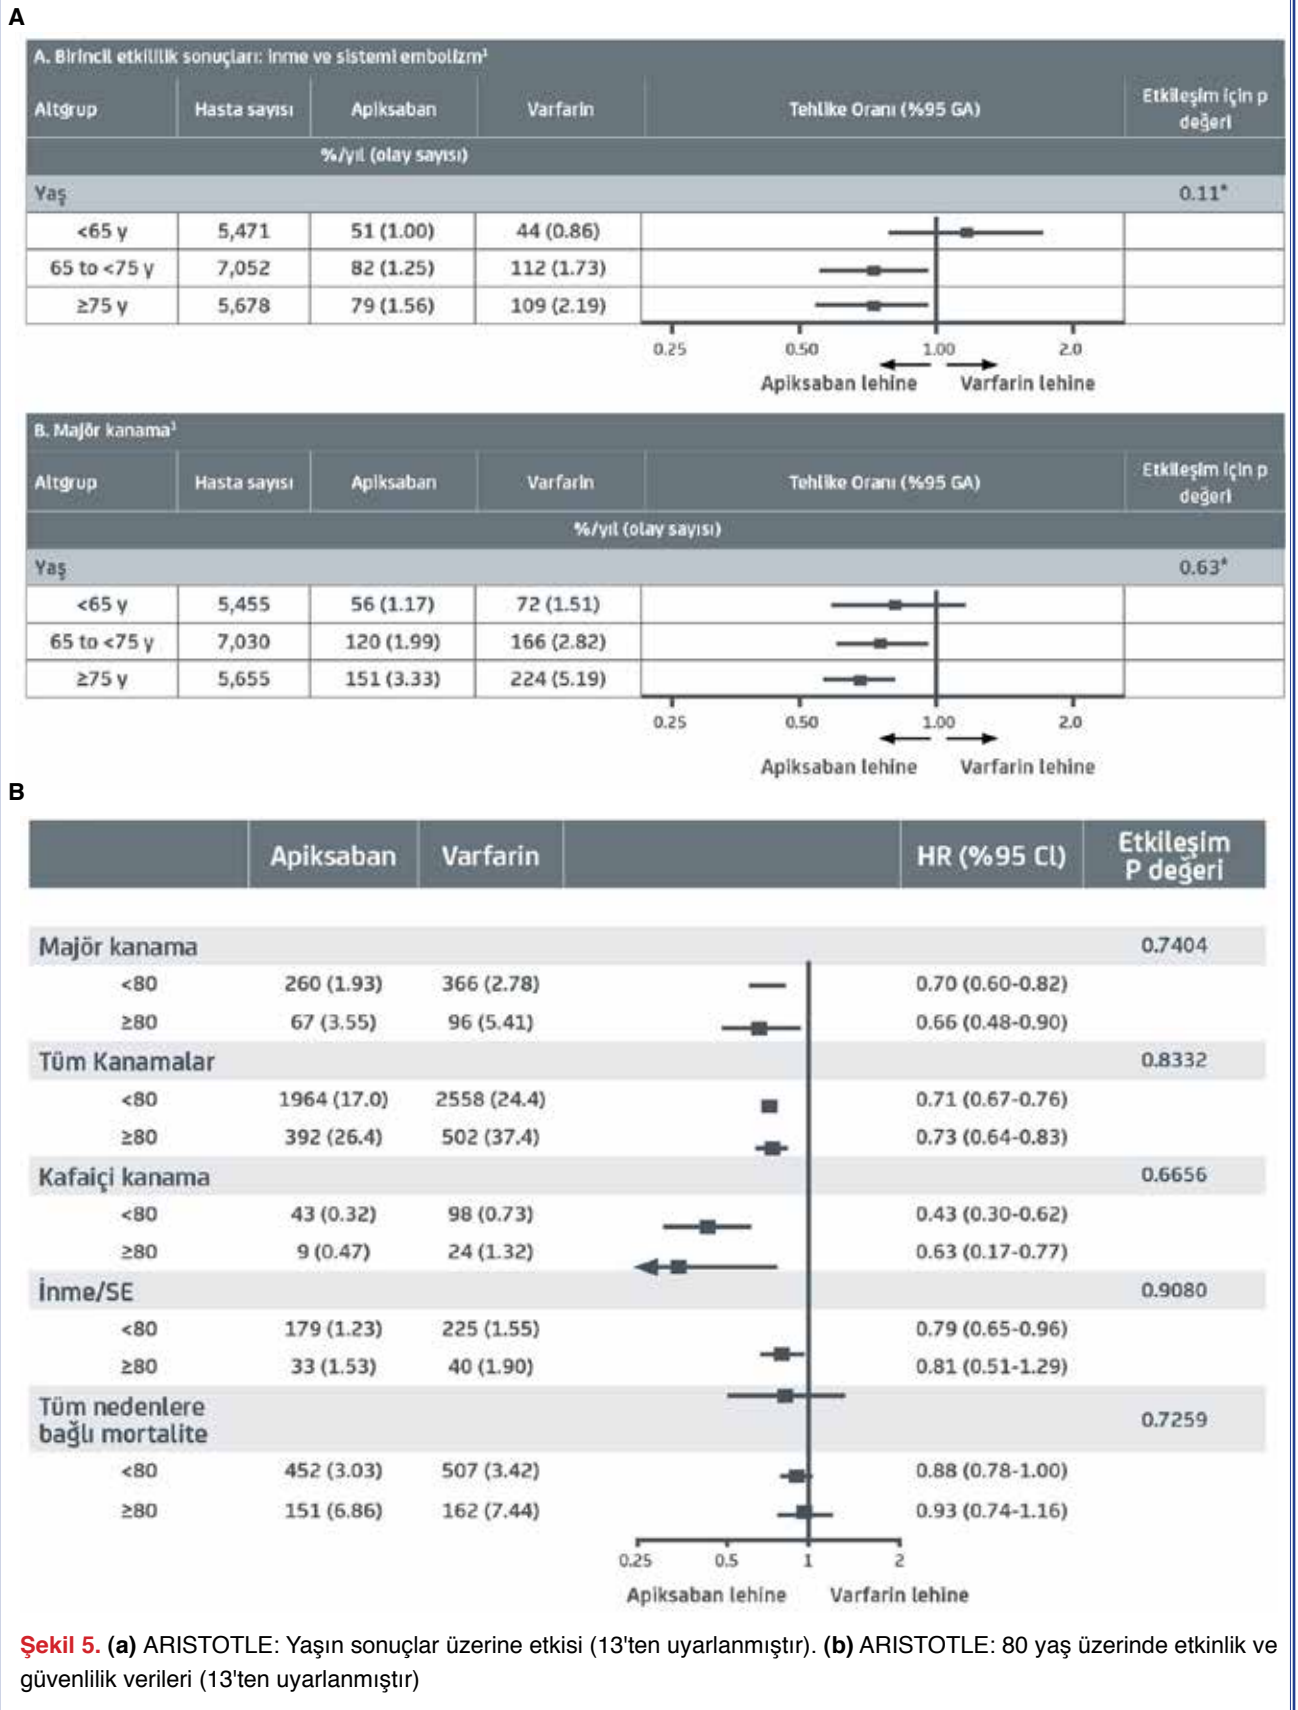 A
A. Birincil etkililik sonuçları: inme ve sistemi embolizm¹
Altgrup Hasta sayısı Apiksaban Varfarin Tehlike Oranı (%95 GA) Etkileşim için p değeri
%/yıl (olay sayısı)
Yaş 0.11*
<65 y 5,471 51 (1.00) 44 (0.86)
65 to <75 y 7,052 82 (1.25) 112 (1.73)
≥75 y 5,678 79 (1.56) 109 (2.19)
0.25 0.50 1.00 2.0
Apiksaban lehine Varfarin lehine
B. Majör kanama¹
Altgrup Hasta sayısı Apiksaban Varfarin Tehlike Oranı (%95 GA) Etkileşim için p değeri
%/yıl (olay sayısı)
Yaş 0.63*
<65 y 5,455 56 (1.17) 72 (1.51)
65 to <75 y 7,030 120 (1.99) 166 (2.82)
≥75 y 5,655 151 (3.33) 224 (5.19)
0.25 0.50 1.00 2.0
Apiksaban lehine Varfarin lehine
B
Apiksaban Varfarin HR (%95 Cl) Etkileşim P değeri
Majör kanama 0.7404
<80 260 (1.93) 366 (2.78) 0.70 (0.60-0.82)
≥80 67 (3.55) 96 (5.41) 0.66 (0.48-0.90)
Tüm Kanamalar 0.8332
<80 1964 (17.0) 2558 (24.4) 0.71 (0.67-0.76)
≥80 392 (26.4) 502 (37.4) 0.73 (0.64-0.83)
Kafaiçi kanama 0.6656
<80 43 (0.32) 98 (0.73) 0.43 (0.30-0.62)
≥80 9 (0.47) 24 (1.32) 0.63 (0.17-0.77)
İnme/SE 0.9080
<80 179 (1.23) 225 (1.55) 0.79 (0.65-0.96)
≥80 33 (1.53) 40 (1.90) 0.81 (0.51-1.29)
Tüm nedenlere
bağlı mortalite 0.7259
<80 452 (3.03) 507 (3.42) 0.88 (0.78-1.00)
≥80 151 (6.86) 162 (7.44) 0.93 (0.74-1.16)
0.25 0.5 1 2
Apiksaban lehine Varfarin lehine
Şekil 5. (a) ARISTOTLE: Yaşın sonuçlar üzerine etkisi (13'ten uyarlanmıştır). (b) ARISTOTLE: 80 yaş üzerinde etkinlik ve
güvenlilik verileri (13'ten uyarlanmıştır)